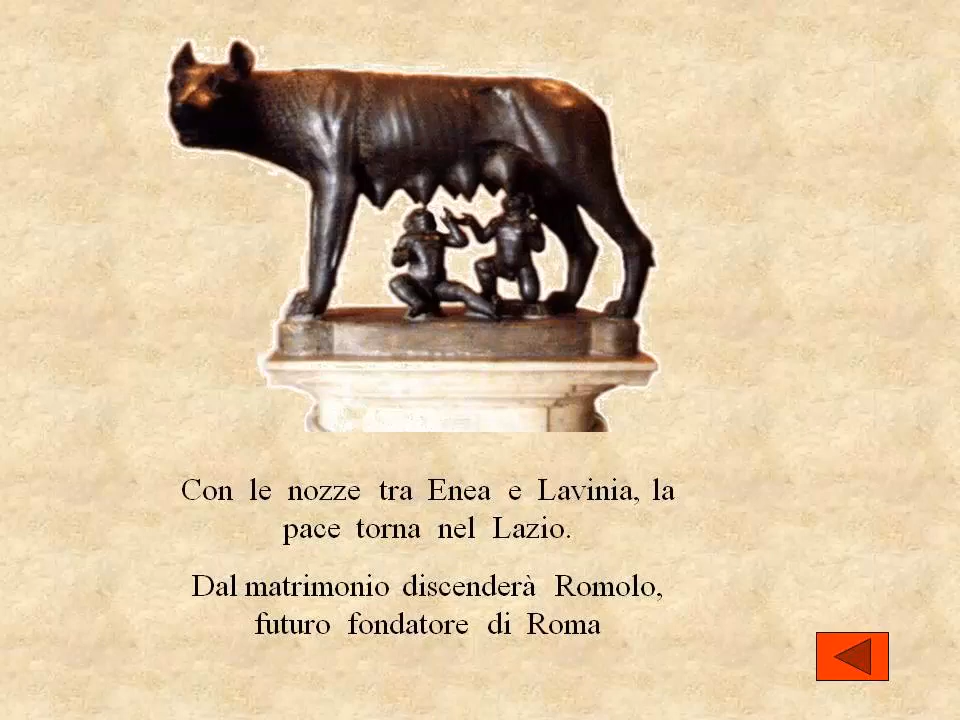 Con le nozze tra Enea e Lavinia, la
pace torna nel Lazio.
Dal matrimonio discenderà Romolo,
futuro fondatore di Roma